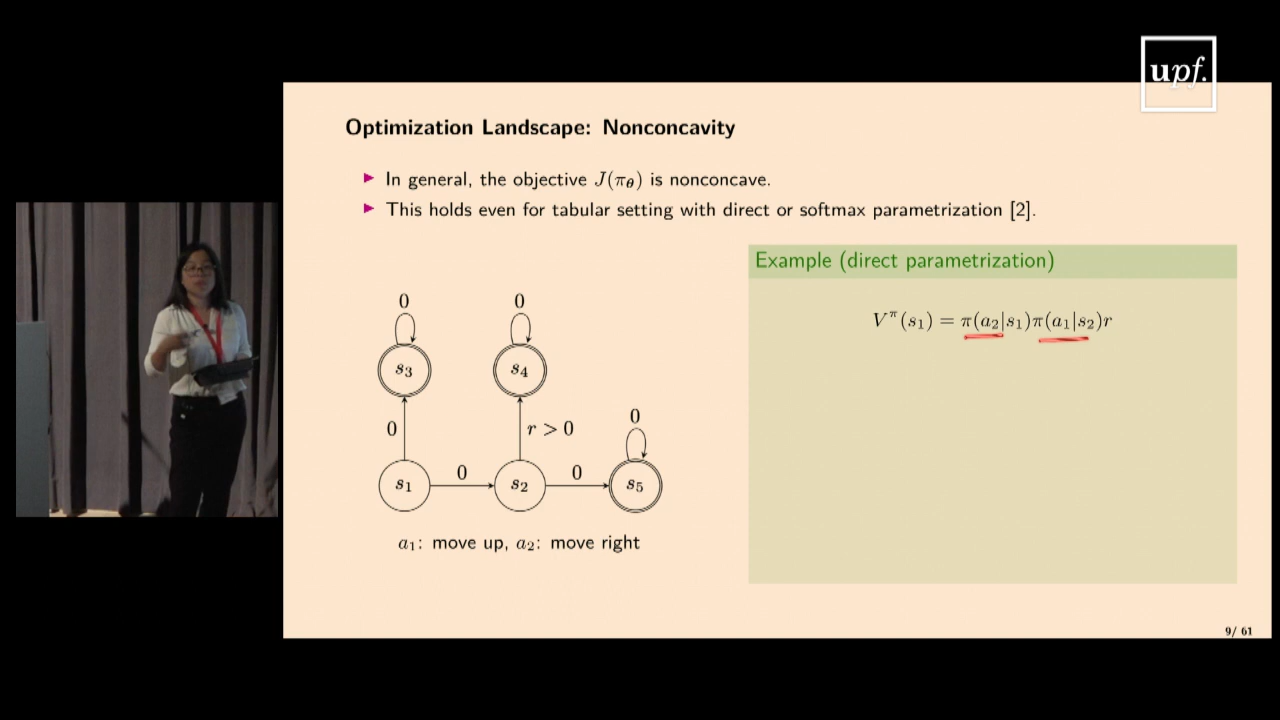 upf.
Optimization Landscape: Nonconcavity
▶ In general, the objective J(π_θ) is nonconcave.
▶ This holds even for tabular setting with direct or softmax parametrization [2].
Example (direct parametrization)
V^π(s₁) = π(a₂|s₁)π(a₁|s₂)r
0 0
s₃ s₄
0 r > 0 0
s₁ 0 s₂ 0 s₅
a₁: move up, a₂: move right
9/ 61